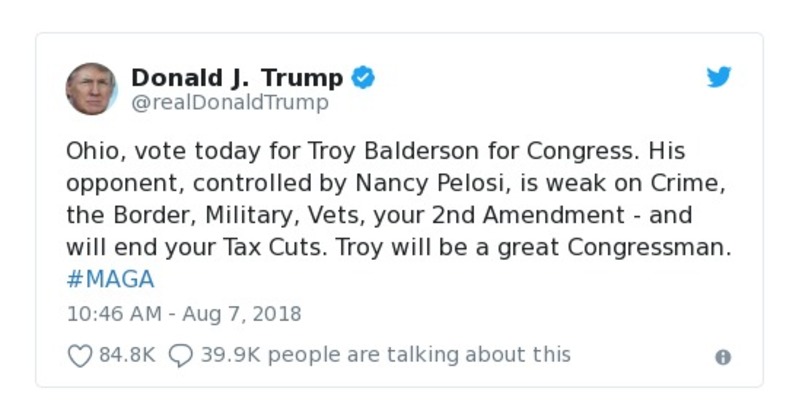 Donald J. Trump
@realDonaldTrump
Ohio, vote today for Troy Balderson for Congress. His
opponent, controlled by Nancy Pelosi, is weak on Crime,
the Border, Military, Vets, your 2nd Amendment - and
will end your Tax Cuts. Troy will be a great Congressman.
#MAGA
10:46 AM - Aug 7, 2018
84.8K 39.9K people are talking about this